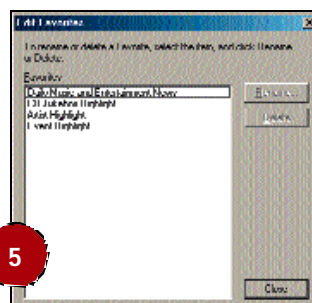 Edit Favorites
To rename or delete a Favorite, select the item, and click Rename
or Delete.
Favorites
Daily Music and Entertainment News
CD Jukebox Highlight
Artist Highlight
Event Highlight
Rename...
Delete
Close
5